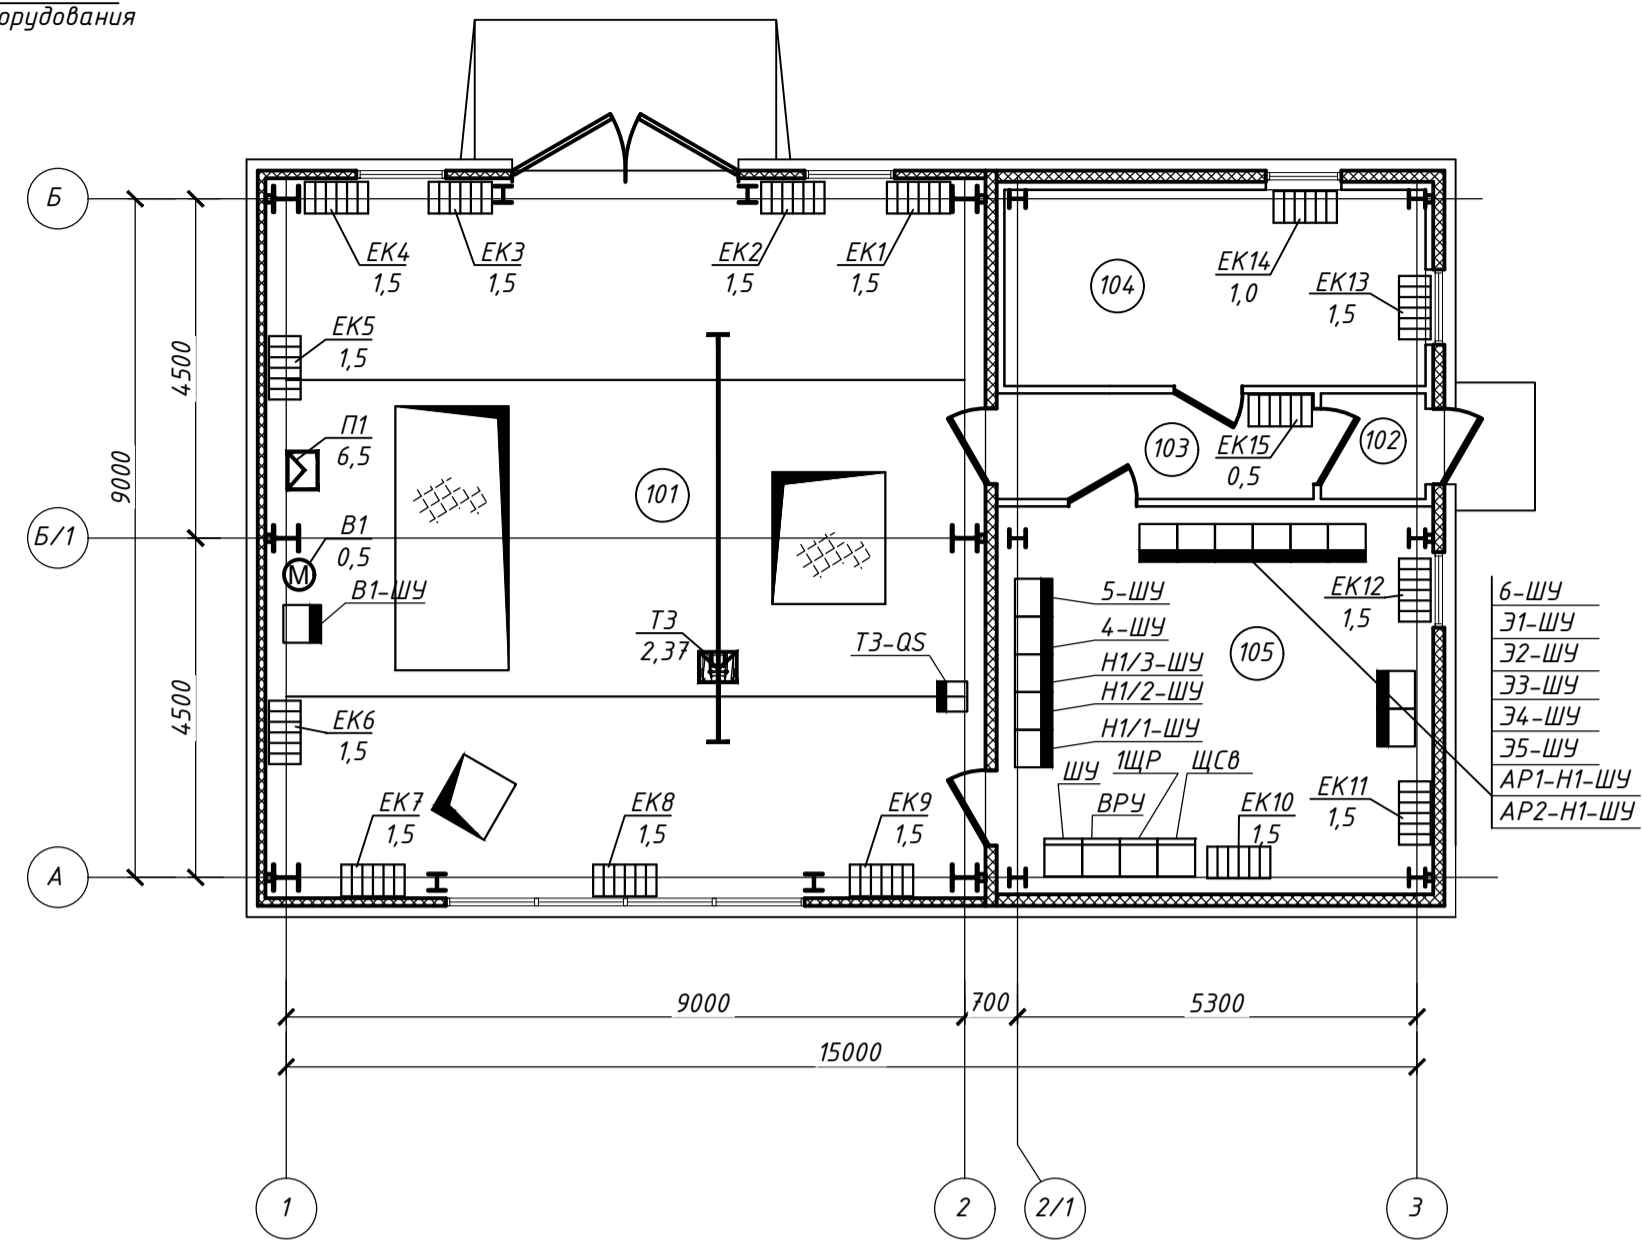 орудования
Б
ЕК4
1,5
ЕК3
1,5
ЕК2
1,5
ЕК1
1,5
104
ЕК14
1,0
ЕК13
1,5
ЕК5
1,5
4500
9000
П1
6,5
101
103
ЕК15
0,5
102
Б/1
В1
0,5
М
В1-ШУ
Т3
2,37
Т3-QS
5-ШУ
4-ШУ
Н1/3-ШУ
Н1/2-ШУ
Н1/1-ШУ
105
ЕК12
1,5
6-ШУ
Э1-ШУ
Э2-ШУ
Э3-ШУ
Э4-ШУ
Э5-ШУ
АР1-Н1-ШУ
АР2-Н1-ШУ
4500
ЕК6
1,5
ЕК7
1,5
ЕК8
1,5
ЕК9
1,5
ШУ
ВРУ
1ЩР
ЩСв
ЕК10
1,5
ЕК11
1,5
А
9000
700
5300
15000
1
2
2/1
3